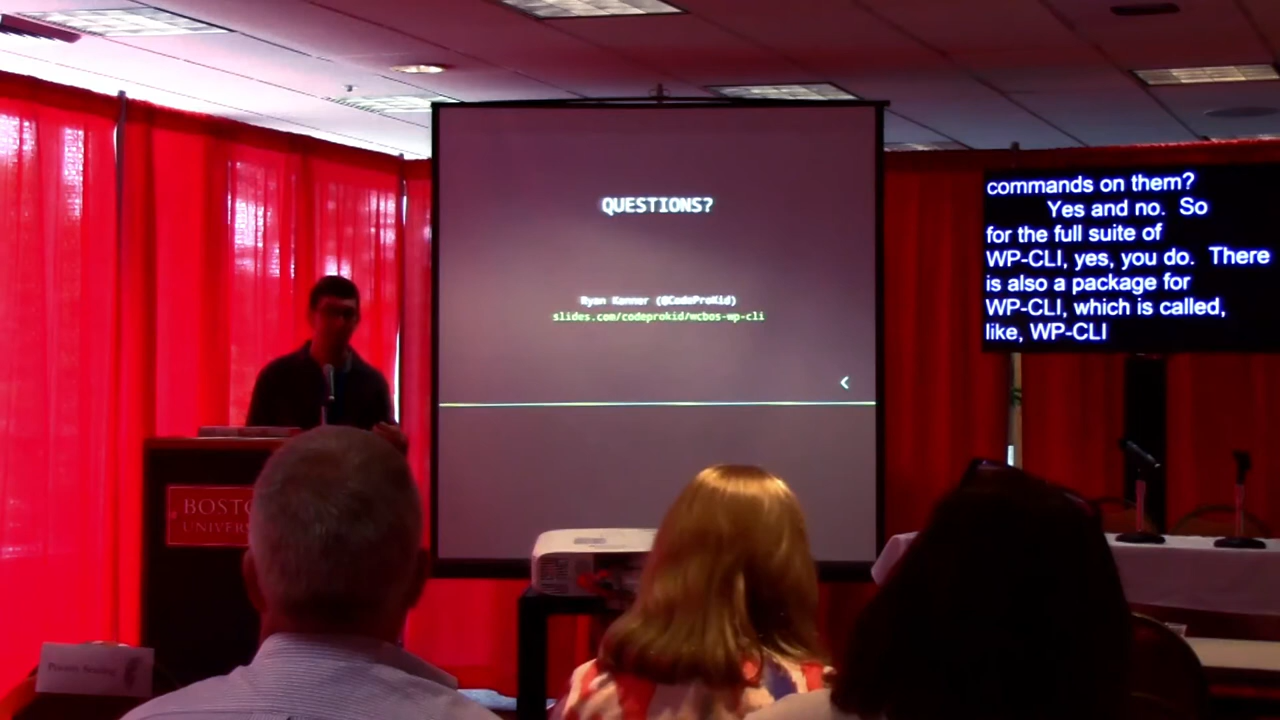 QUESTIONS?
Ryan Kanner (@CodeProKid)
slides.com/codeprokid/wcbos-wp-cli
commands on them?
Yes and no. So
for the full suite of
WP-CLI, yes, you do. There
is also a package for
WP-CLI, which is called,
like, WP-CLI
BOSTO
UNIVERS